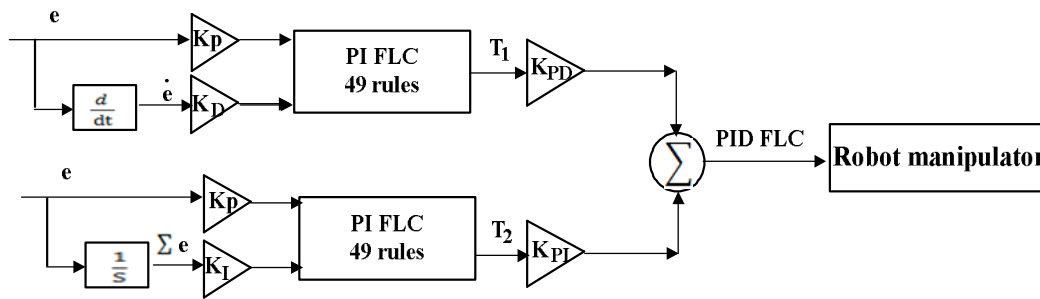 e
Kp
PI FLC
49 rules
T1
KPD
d
dt
ė
KD
∑
PID FLC
Robot manipulator
e
Kp
PI FLC
49 rules
T2
KPI
1
S
∑ e
KI